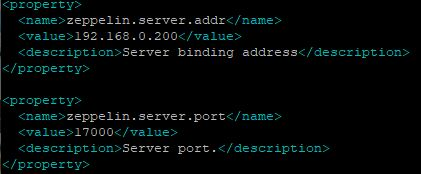 <property>
  <name>zeppelin.server.addr</name>
  <value>192.168.0.200</value>
  <description>Server binding address</description>
</property>

<property>
  <name>zeppelin.server.port</name>
  <value>17000</value>
  <description>Server port.</description>
</property>